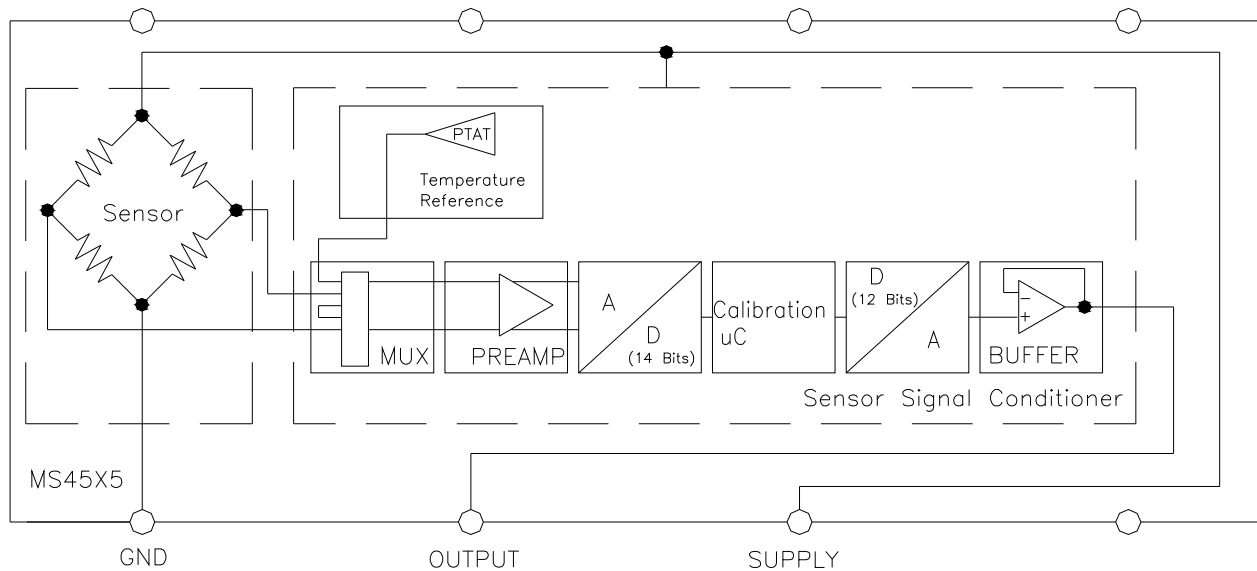 PTAT
Temperature
Reference
Sensor
MUX
PREAMP
A
D
(14 Bits)
Calibration
uC
D
(12 Bits)
A
−
+
BUFFER
Sensor Signal Conditioner
MS45X5
GND
OUTPUT
SUPPLY